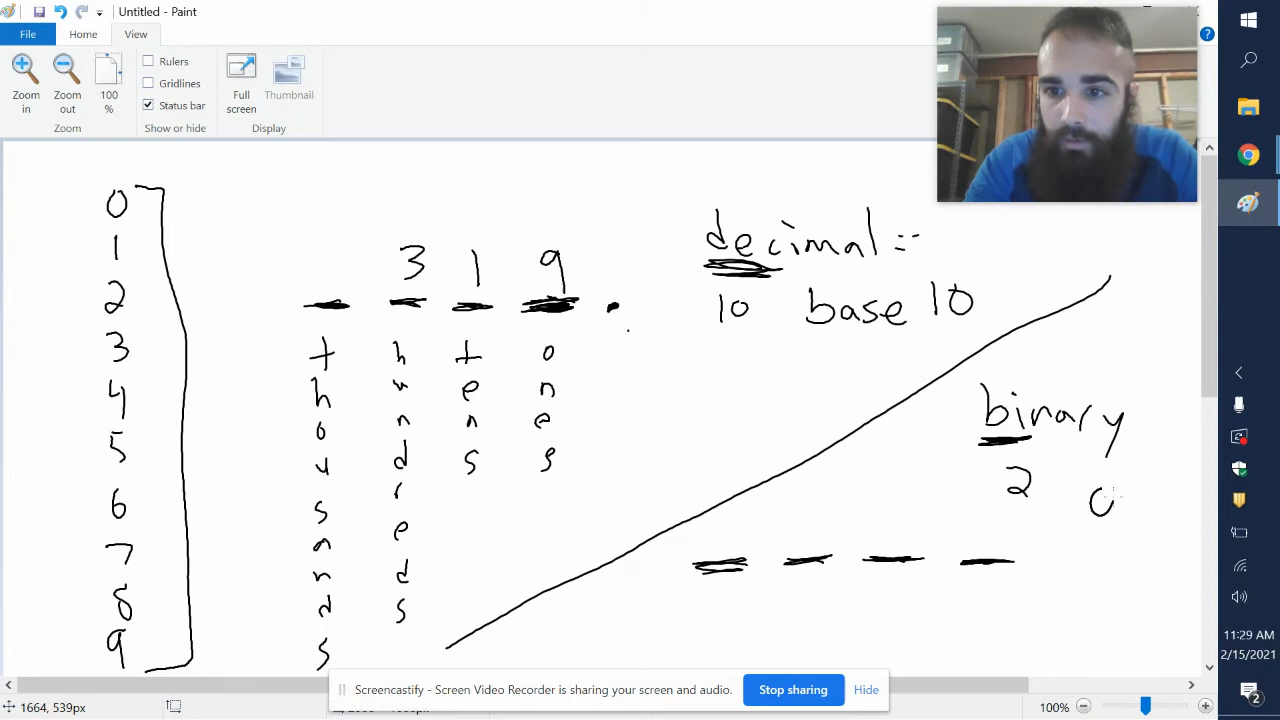 Untitled - Paint
File Home View
Rulers
Gridlines
Status bar
Zoom in
Zoom out
100 %
Full screen
Thumbnail
Zoom
Show or hide
Display
0
1
2
3
4
5
6
7
8
9
3 1 9 .
thousands
hundreds
tens
ones
decimal =
10 base 10
binary
2 0
Screencastify - Screen Video Recorder is sharing your screen and audio. Stop sharing Hide
1664, 539px
100%
11:29 AM
2/15/2021
2